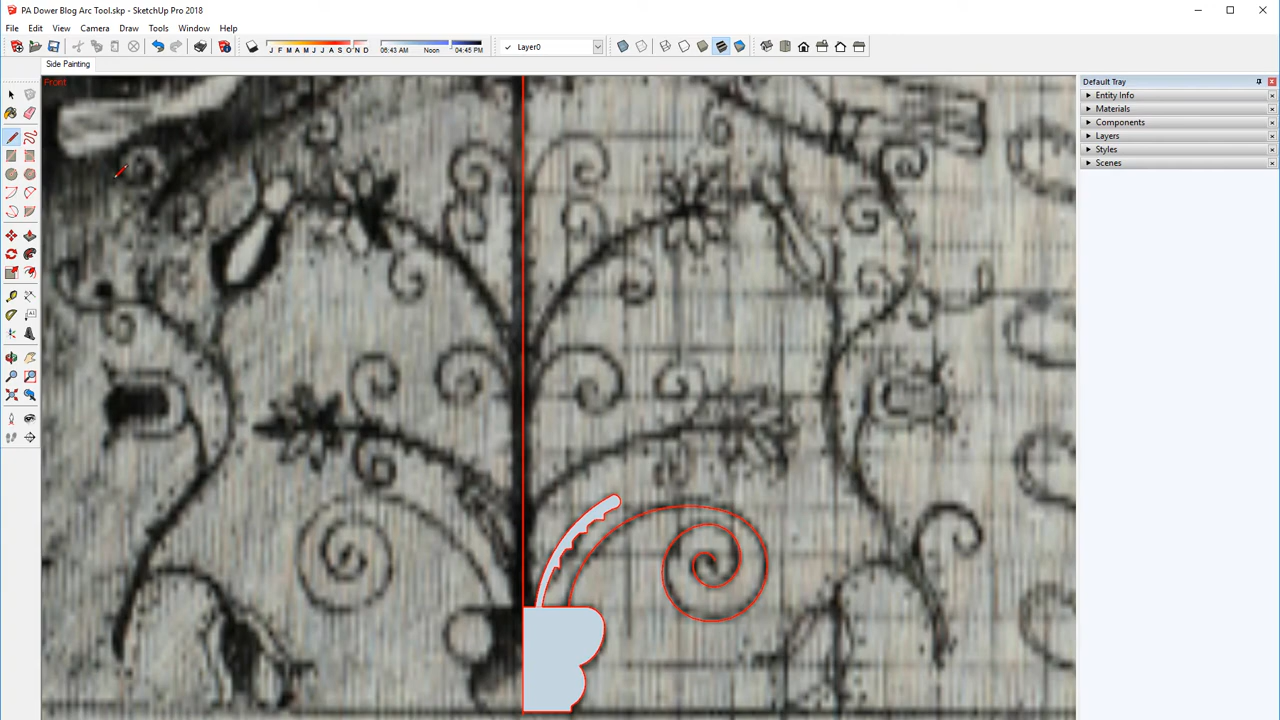 PA Dower Blog Arc Tool.skp - SketchUp Pro 2018
File Edit View Camera Draw Tools Window Help
J F M A M J J A S O N D 06:43 AM Noon 04:45 PM Layer0
Side Painting
Front
Default Tray
Entity Info
Materials
Components
Layers
Styles
Scenes